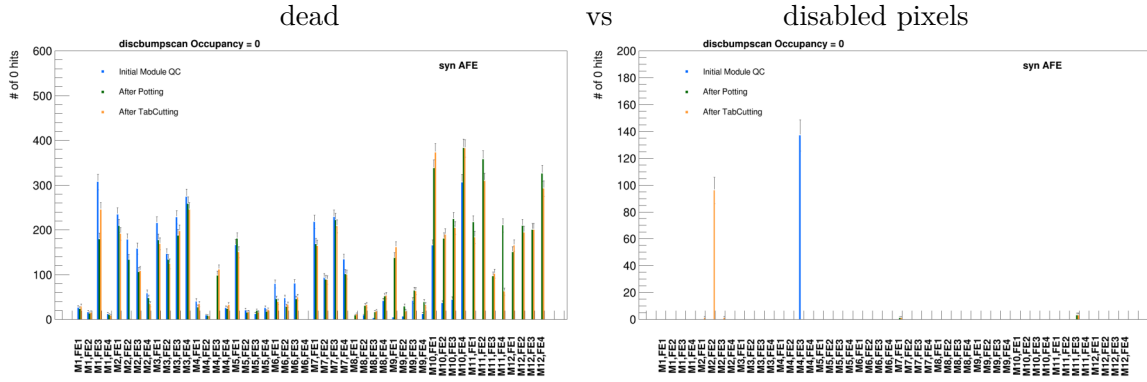 dead vs disabled pixels
discbumpscan Occupancy = 0
# of 0 hits
600
500
400
300
200
100
0
syn AFE
Initial Module QC
After Potting
After TabCutting
M1,FE1
M1,FE2
M1,FE3
M1,FE4
M2,FE1
M2,FE2
M2,FE3
M2,FE4
M3,FE1
M3,FE2
M3,FE3
M3,FE4
M4,FE1
M4,FE2
M4,FE3
M4,FE4
M5,FE1
M5,FE2
M5,FE3
M5,FE4
M6,FE1
M6,FE2
M6,FE3
M6,FE4
M7,FE1
M7,FE2
M7,FE3
M7,FE4
M8,FE1
M8,FE2
M8,FE3
M8,FE4
M9,FE1
M9,FE2
M9,FE3
M9,FE4
M10,FE1
M10,FE2
M10,FE3
M10,FE4
M11,FE1
M11,FE2
M11,FE3
M11,FE4
M12,FE1
M12,FE2
M12,FE3
M12,FE4
discbumpscan Occupancy = 0
# of 0 hits
200
180
160
140
120
100
80
60
40
20
0
syn AFE
Initial Module QC
After Potting
After TabCutting
M1,FE1
M1,FE2
M1,FE3
M1,FE4
M2,FE1
M2,FE2
M2,FE3
M2,FE4
M3,FE1
M3,FE2
M3,FE3
M3,FE4
M4,FE1
M4,FE2
M4,FE3
M4,FE4
M5,FE1
M5,FE2
M5,FE3
M5,FE4
M6,FE1
M6,FE2
M6,FE3
M6,FE4
M7,FE1
M7,FE2
M7,FE3
M7,FE4
M8,FE1
M8,FE2
M8,FE3
M8,FE4
M9,FE1
M9,FE2
M9,FE3
M9,FE4
M10,FE1
M10,FE2
M10,FE3
M10,FE4
M11,FE1
M11,FE2
M11,FE3
M11,FE4
M12,FE1
M12,FE2
M12,FE3
M12,FE4